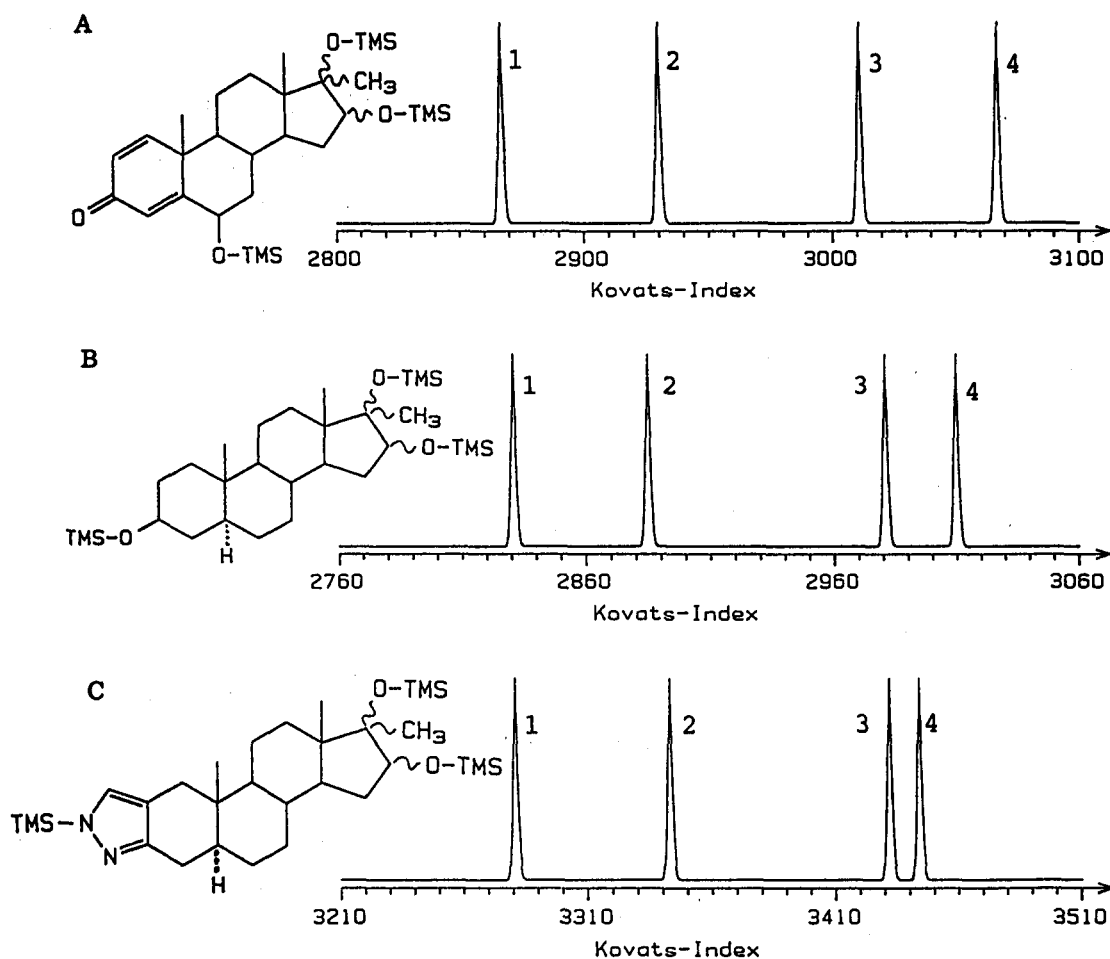 A
O-TMS
CH3
O-TMS
O
O-TMS
1
2
3
4
2800 2900 3000 3100
Kovats-Index
B
O-TMS
CH3
O-TMS
TMS-O
H
1
2
3
4
2760 2860 2960 3060
Kovats-Index
C
O-TMS
CH3
O-TMS
TMS-N
N
H
1
2
3
4
3210 3310 3410 3510
Kovats-Index